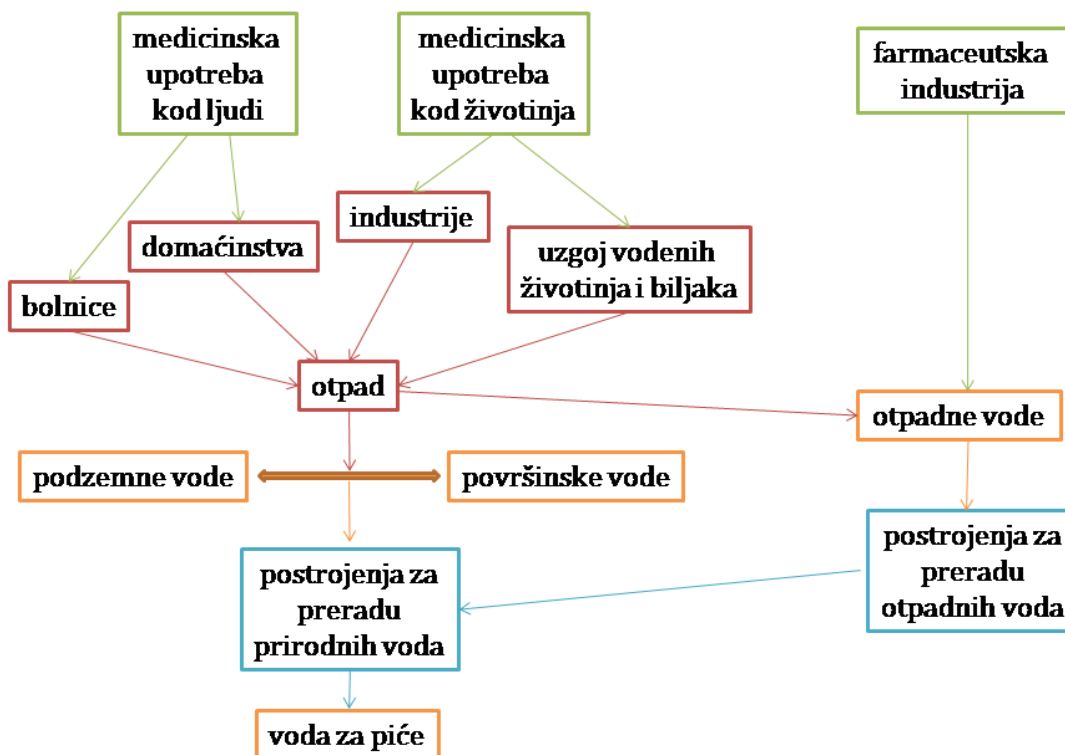 medicinska
upotreba
kod ljudi
medicinska
upotreba
kod životinja
farmaceutska
industrija
industrije
domaćinstva
uzgoj vodenih
životinja i biljaka
bolnice
otpad
otpadne vode
podzemne vode
površinske vode
postrojenja za
preradu
otpadnih voda
postrojenja za
preradu
prirodnih voda
voda za piće